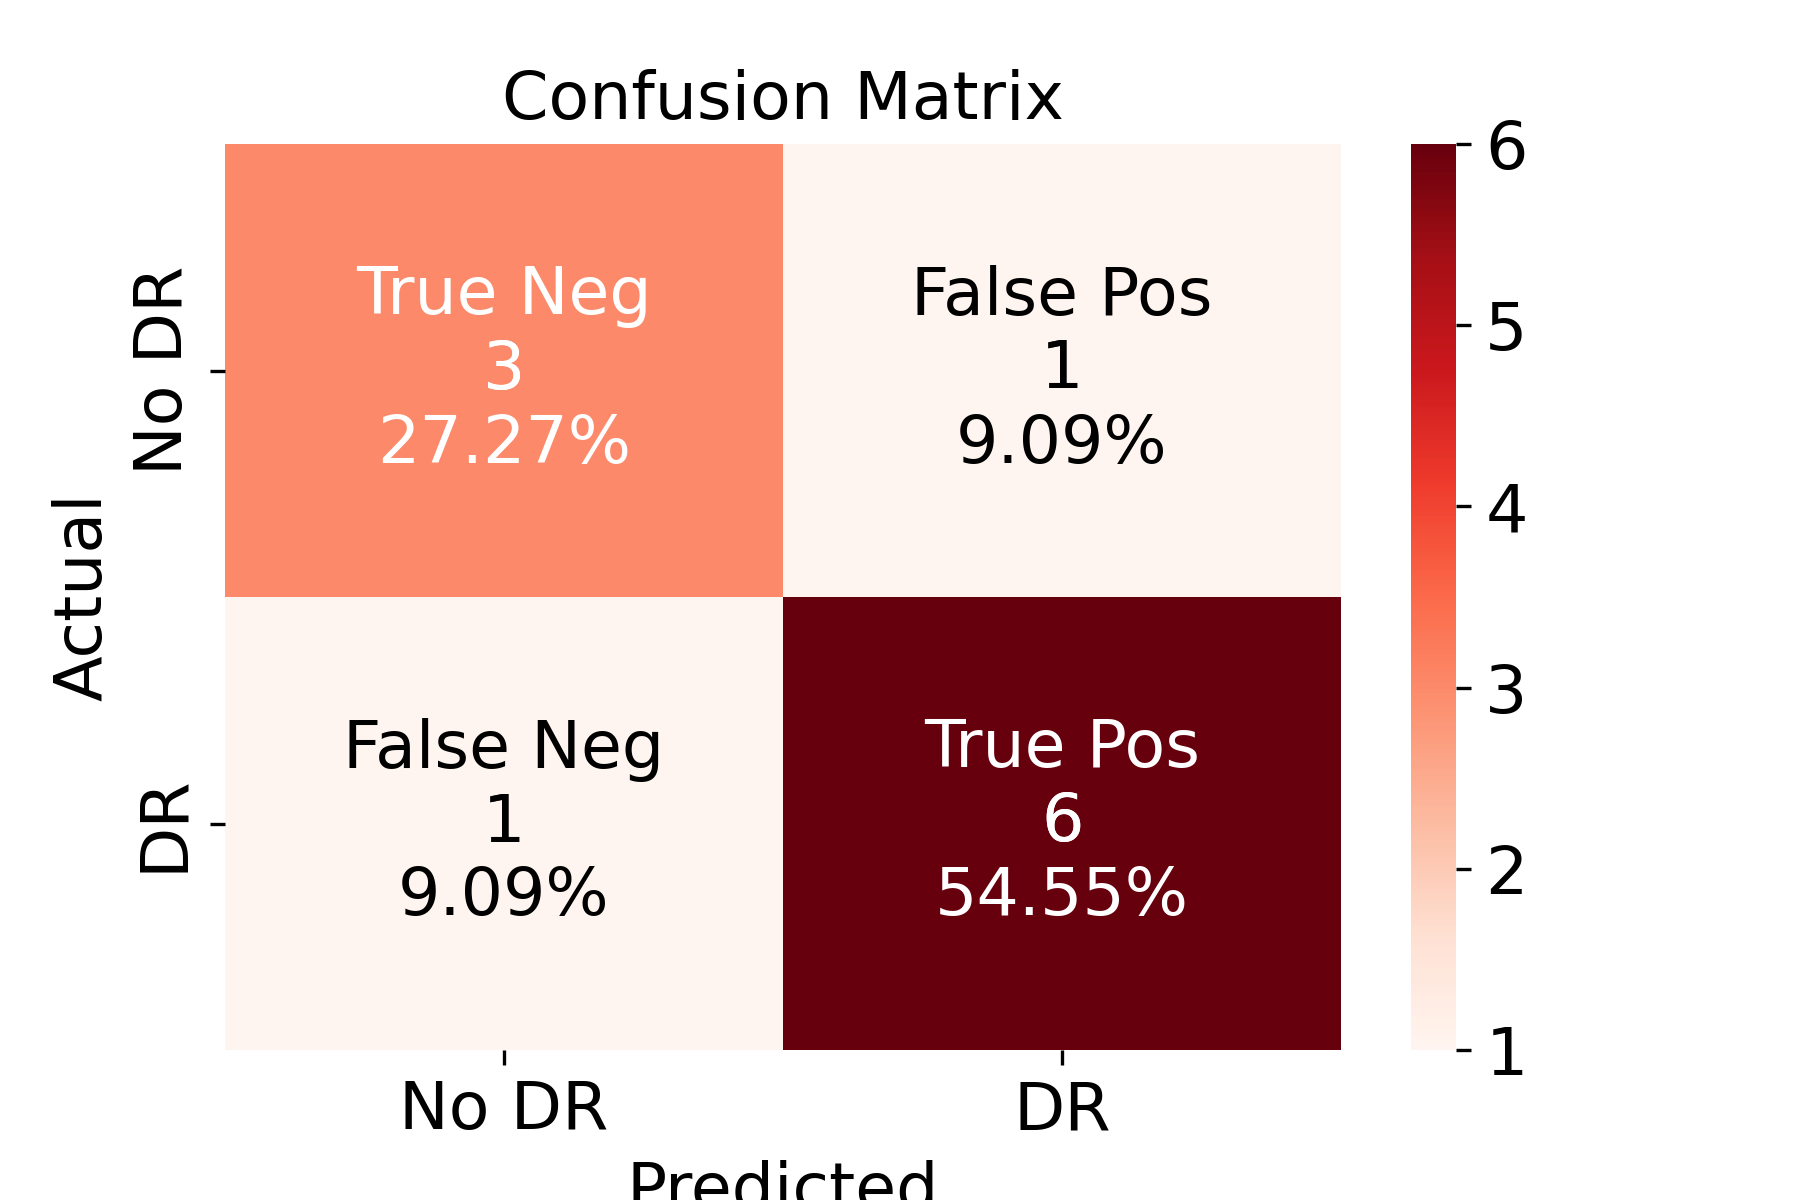 Confusion Matrix
True Neg
3
27.27%
False Pos
1
9.09%
False Neg
1
9.09%
True Pos
6
54.55%
No DR
DR
Actual
No DR
DR
Predicted
6
5
4
3
2
1